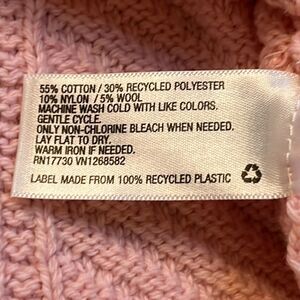 55% COTTON / 30% RECYCLED POLYESTER
10% NYLON / 5% WOOL
MACHINE WASH COLD WITH LIKE COLORS.
GENTLE CYCLE.
ONLY NON-CHLORINE BLEACH WHEN NEEDED.
LAY FLAT TO DRY.
WARM IRON IF NEEDED.
RN17730 VN1268582
LABEL MADE FROM 100% RECYCLED PLASTIC